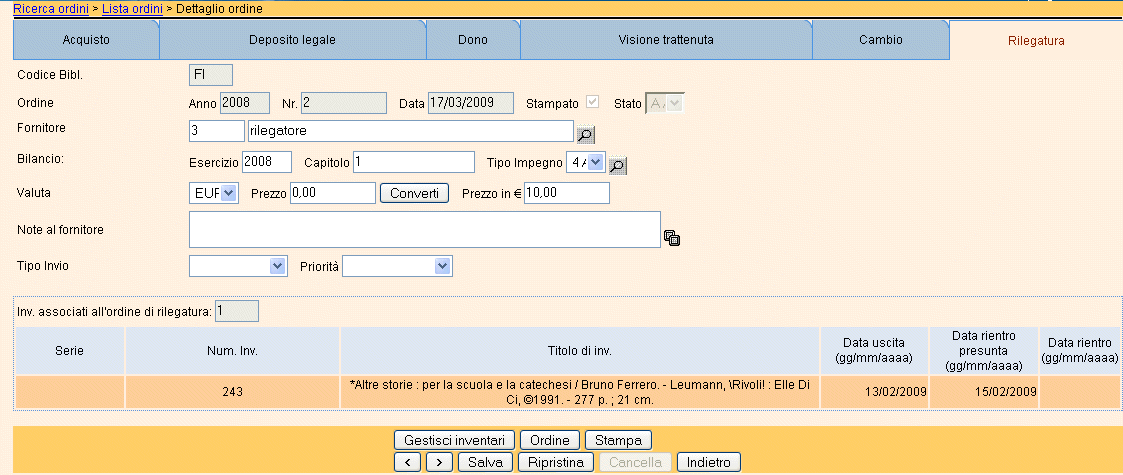 Ricerca ordini > Lista ordini > Dettaglio ordine
Acquisto Deposito legale Dono Visione trattenuta Cambio Rilegatura
Codice Bibl. FI
Ordine Anno 2008 Nr. 2 Data 17/03/2009 Stampato Stato A
Fornitore 3 rilegatore
Bilancio: Esercizio 2008 Capitolo 1 Tipo Impegno 4
Valuta EUR Prezzo 0,00 Converti Prezzo in € 10,00
Note al fornitore
Tipo Invio Priorità
Inv. associati all'ordine di rilegatura: 1
Serie Num. Inv. Titolo di inv. Data uscita (gg/mm/aaaa) Data rientro presunta (gg/mm/aaaa) Data rientro (gg/mm/aaaa)
243 *Altre storie : per la scuola e la catechesi / Bruno Ferrero. - Leumann, \Rivoli! : Elle Di Ci, ©1991. - 277 p. ; 21 cm. 13/02/2009 15/02/2009
Gestisci inventari Ordine Stampa
< > Salva Ripristina Cancella Indietro